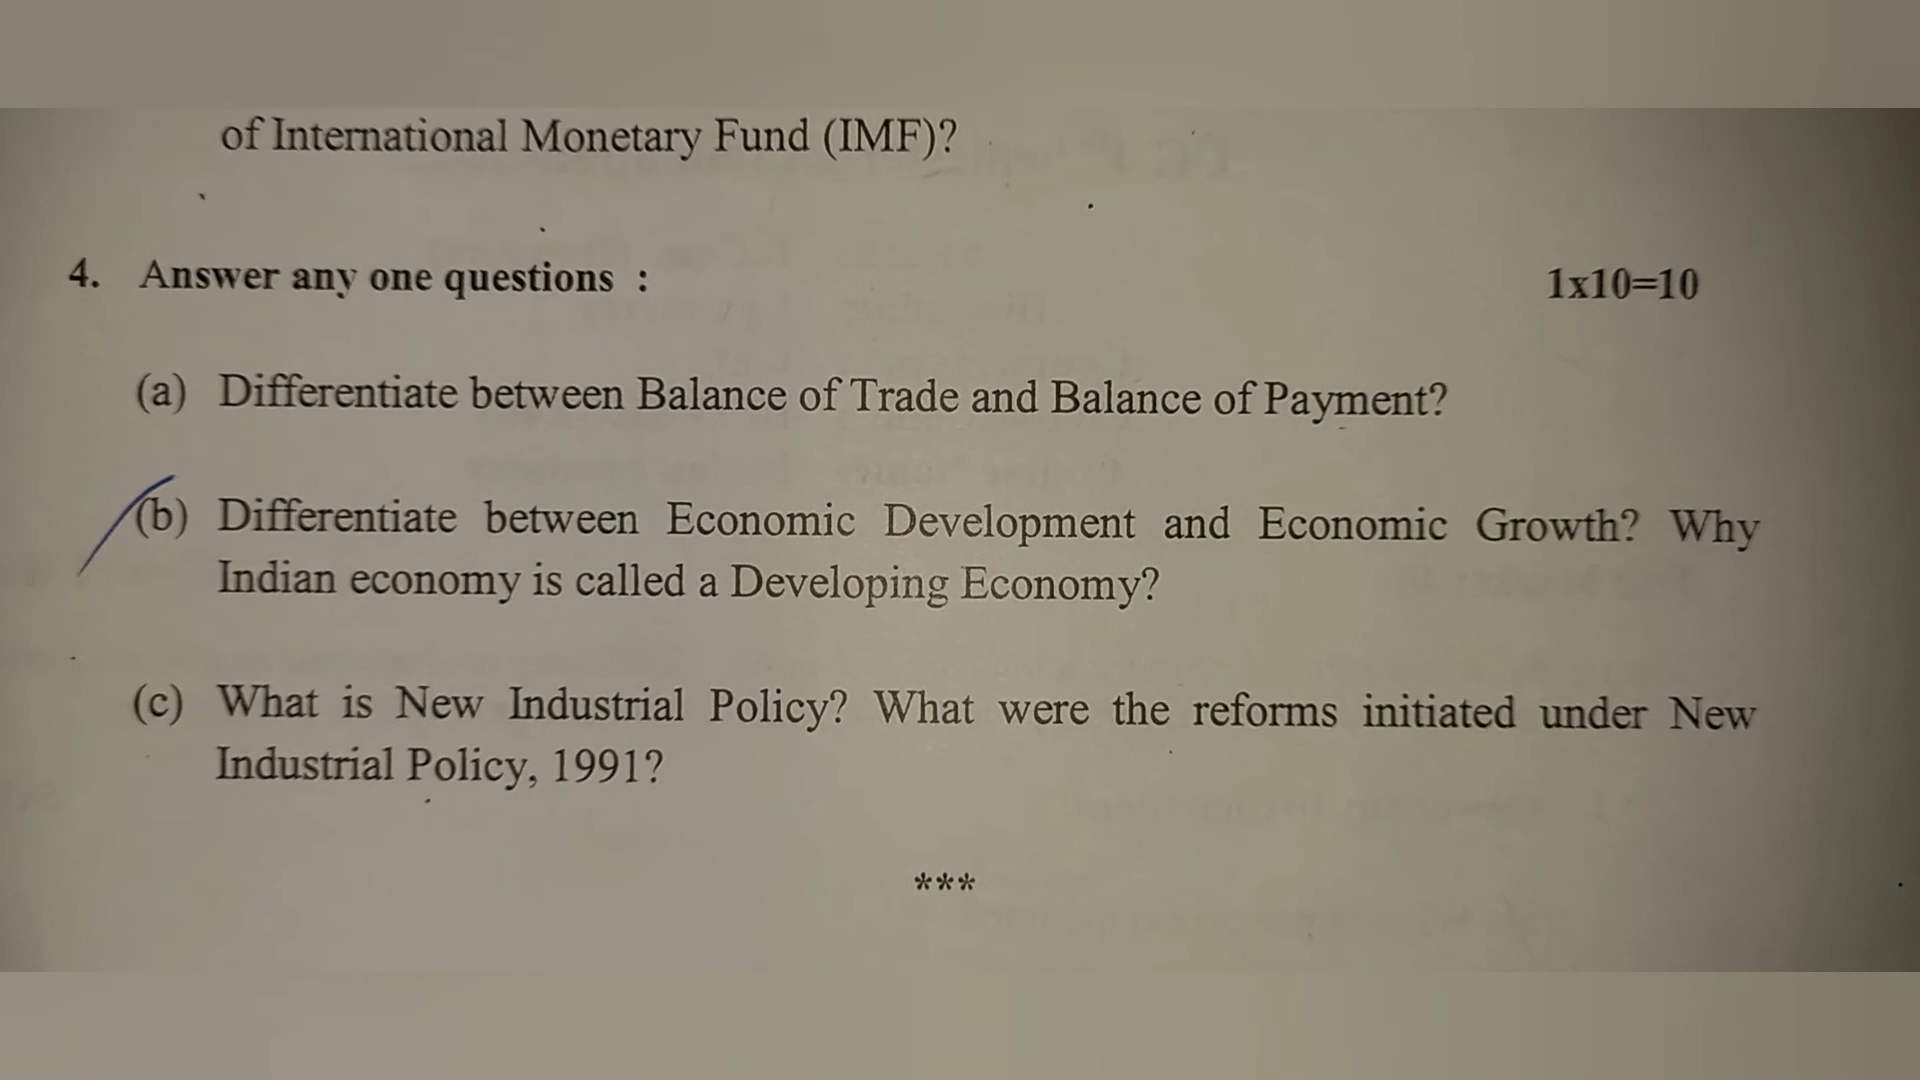 of International Monetary Fund (IMF)?
4. Answer any one questions : 1x10=10
(a) Differentiate between Balance of Trade and Balance of Payment?
(b) Differentiate between Economic Development and Economic Growth? Why
Indian economy is called a Developing Economy?
(c) What is New Industrial Policy? What were the reforms initiated under New
Industrial Policy, 1991?
***